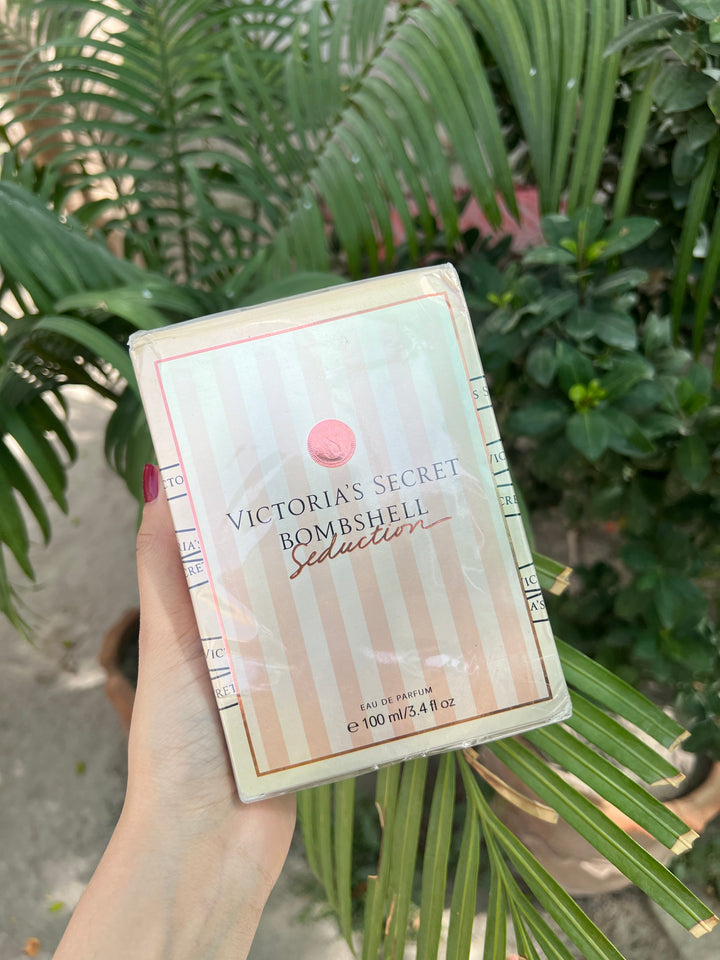 VICTORIA'S SECRET
BOMBSHELL
Seduction
EAU DE PARFUM
℮ 100 ml/3.4 fl oz